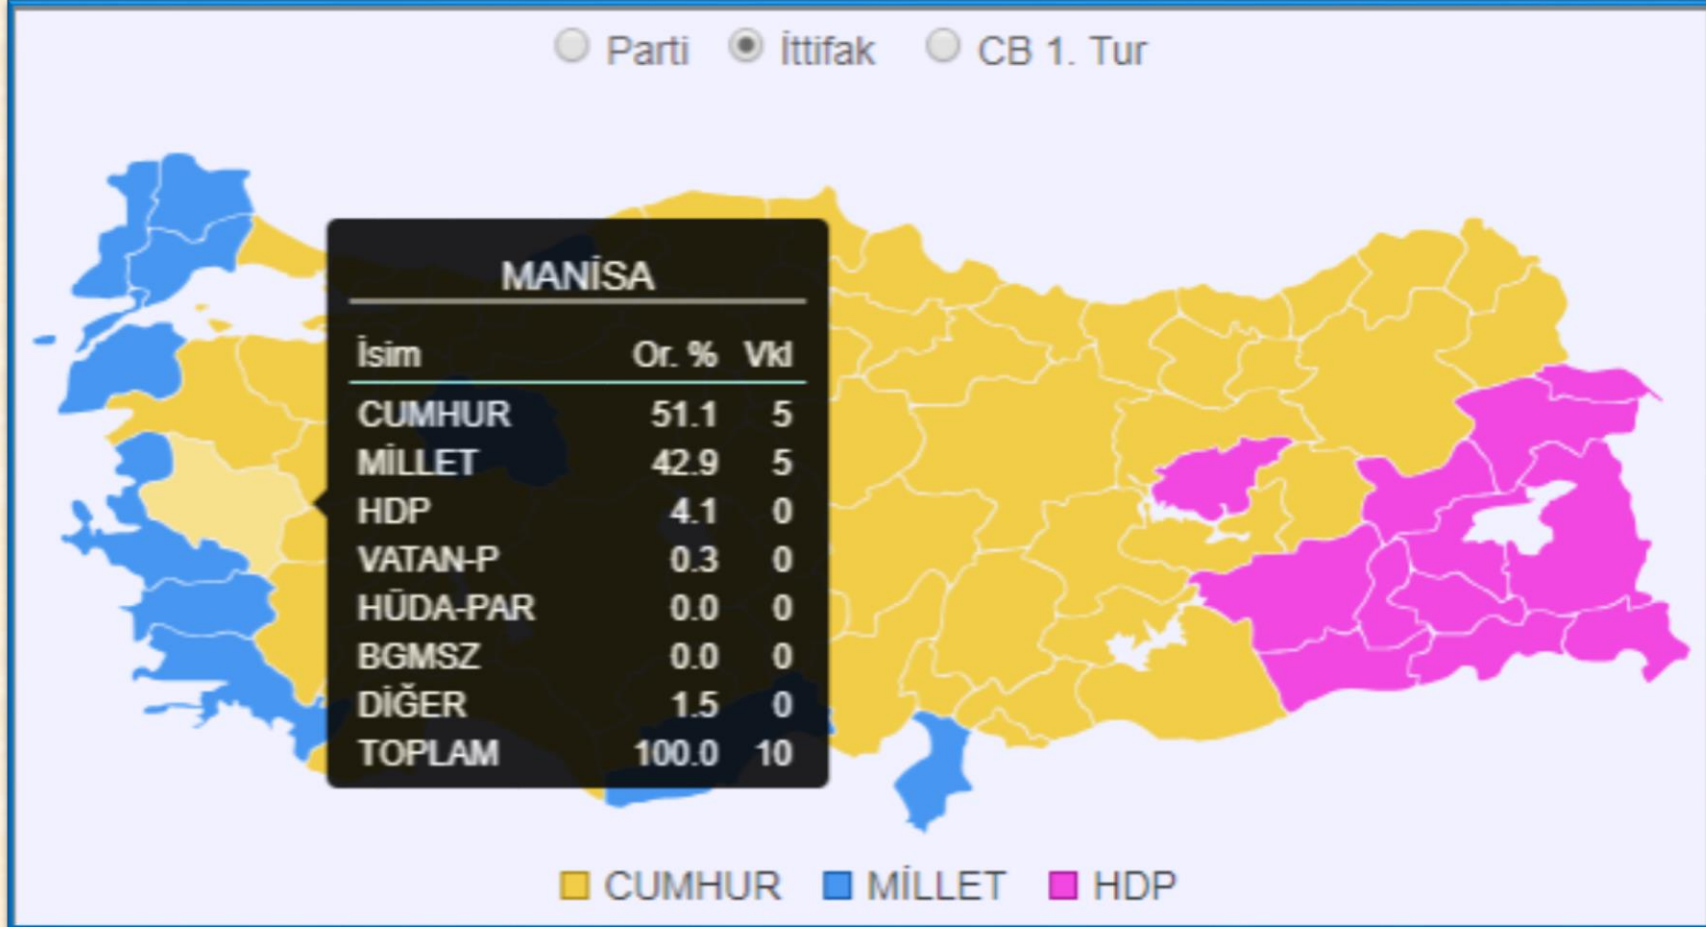 Parti İttifak CB 1. Tur
MANİSA
İsim Or. % Vkl
CUMHUR 51.1 5
MİLLET 42.9 5
HDP 4.1 0
VATAN-P 0.3 0
HÜDA-PAR 0.0 0
BGMSZ 0.0 0
DİĞER 1.5 0
TOPLAM 100.0 10
CUMHUR MİLLET HDP